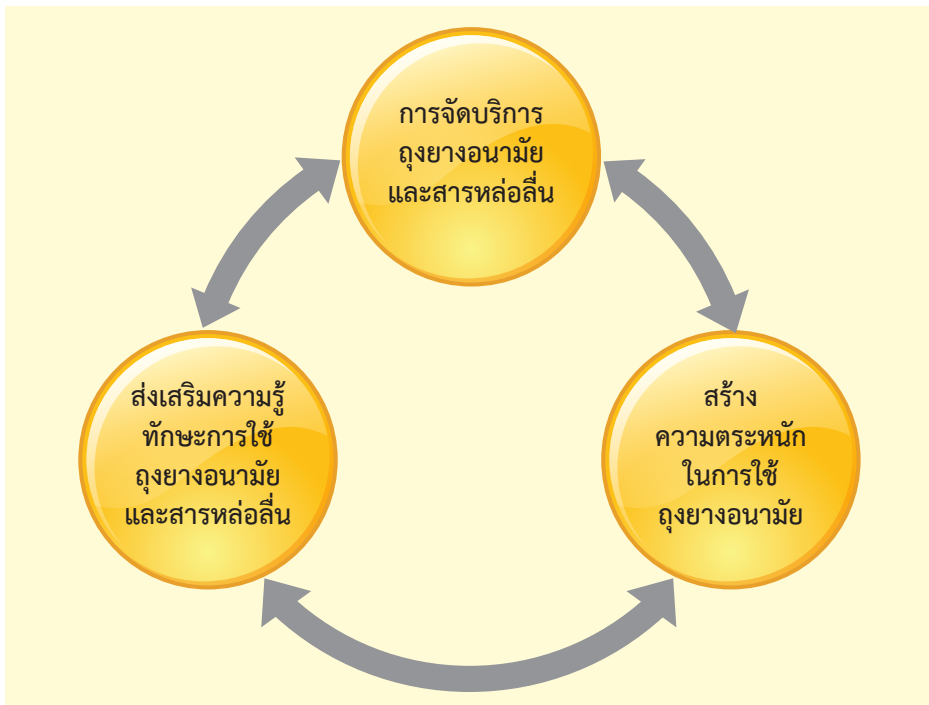 การจัดบริการ
ถุงยางอนามัย
และสารหล่อลื่น
ส่งเสริมความรู้
ทักษะการใช้
ถุงยางอนามัย
และสารหล่อลื่น
สร้าง
ความตระหนัก
ในการใช้
ถุงยางอนามัย